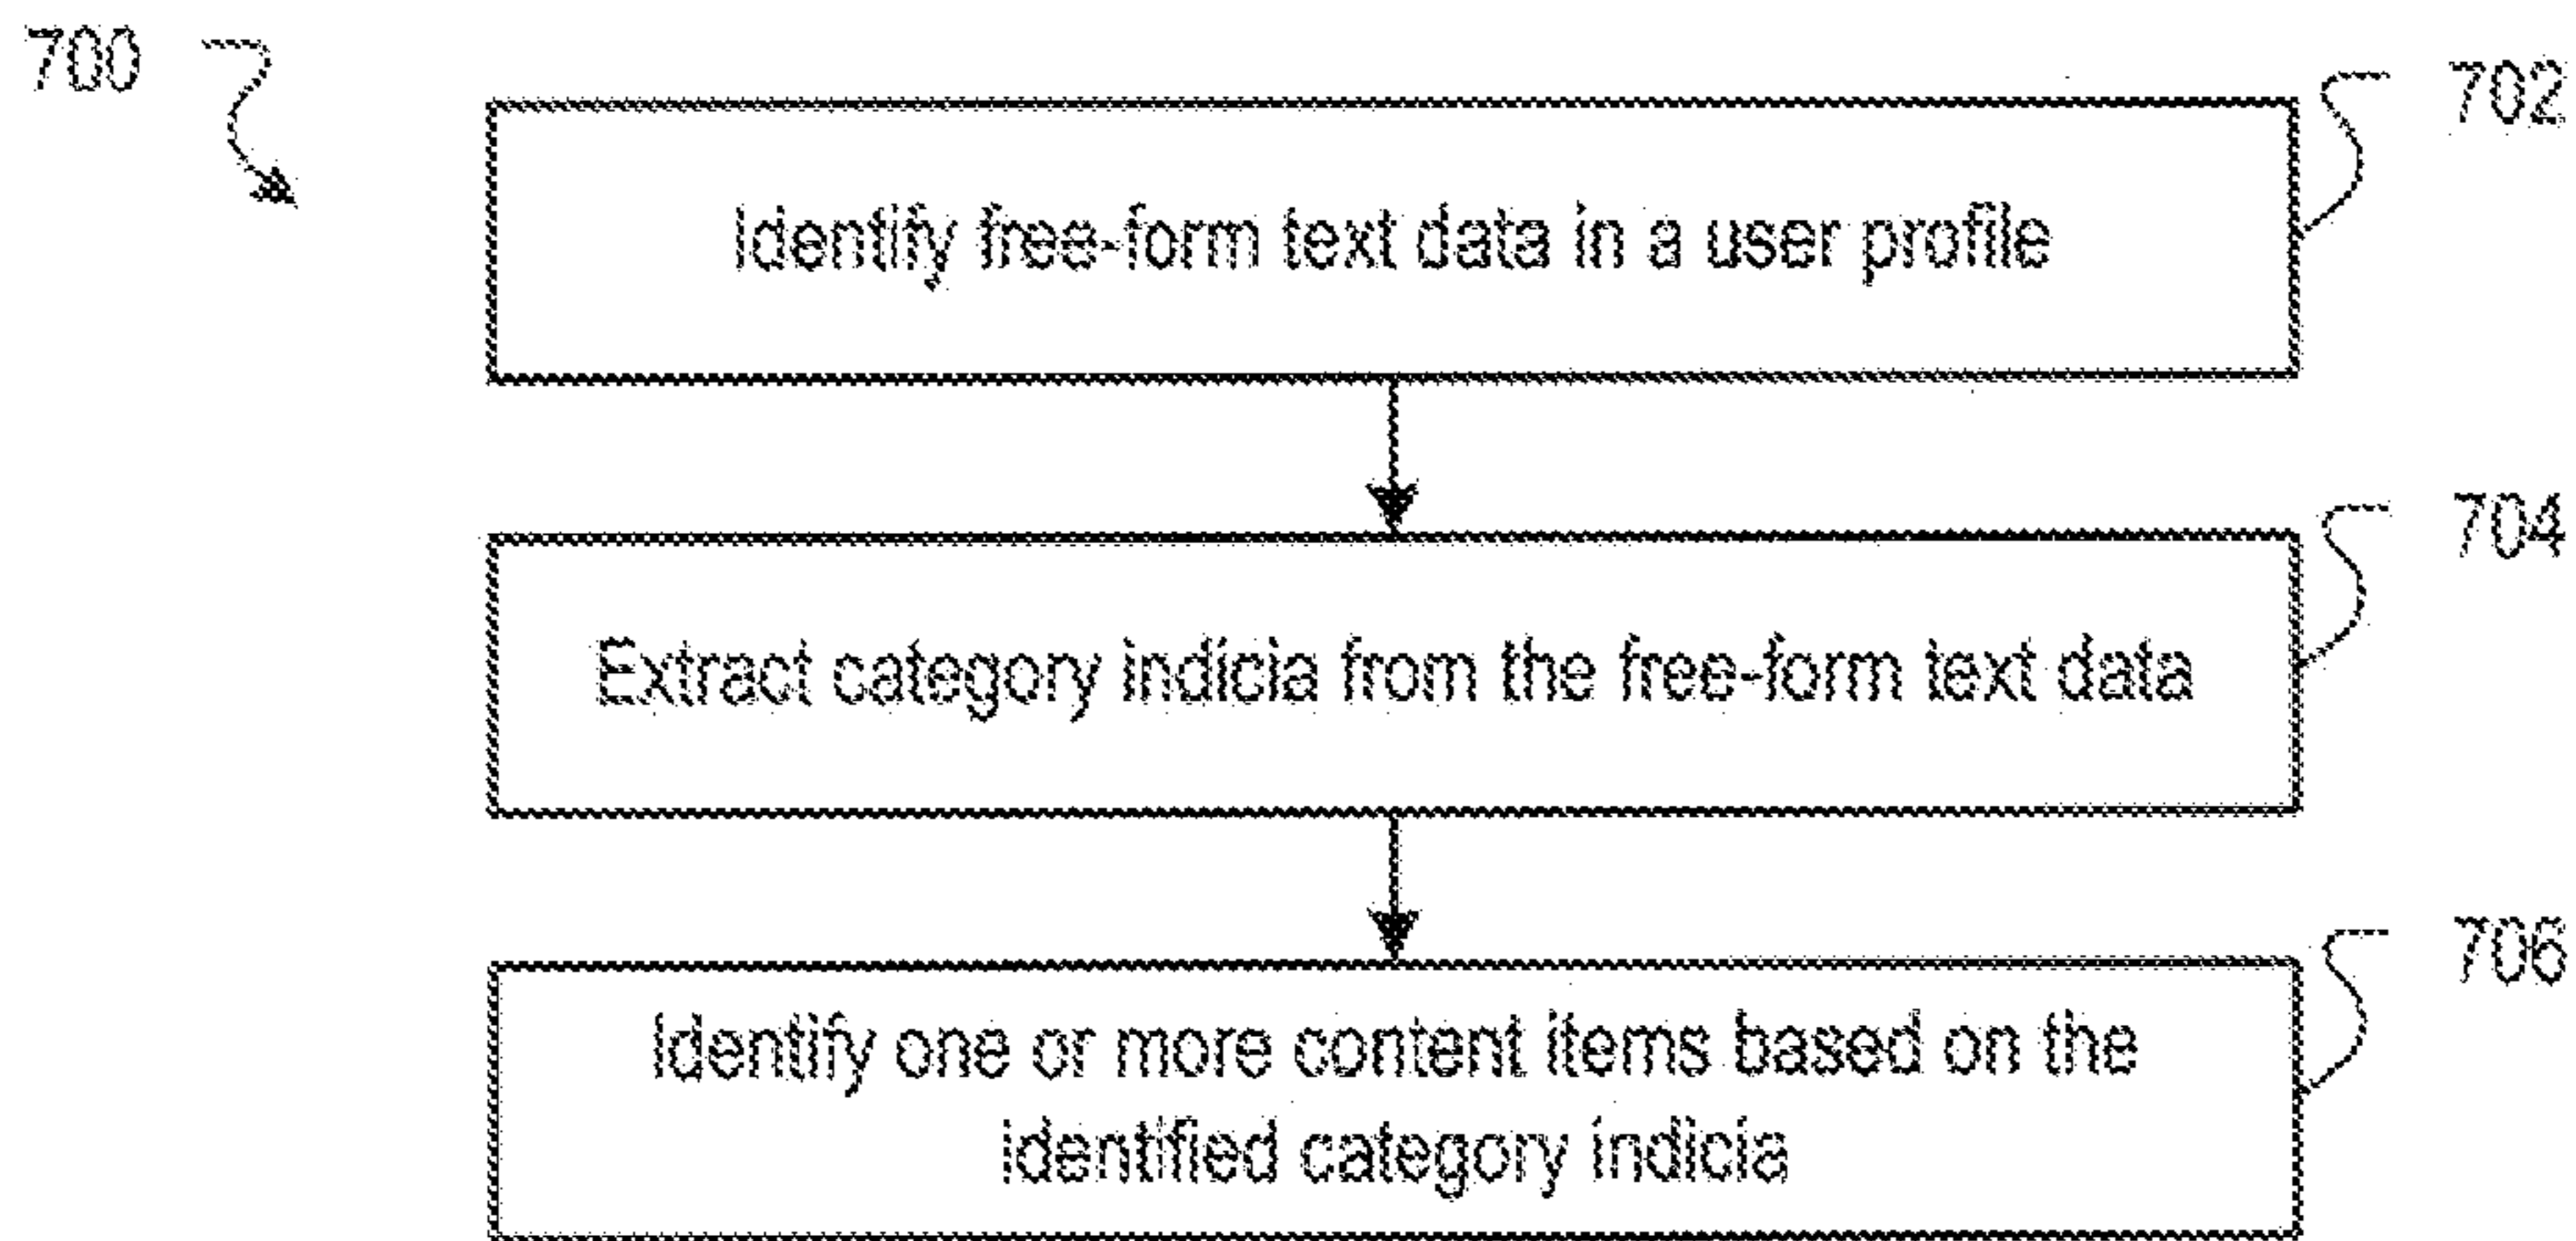 700
702
Identify free-form text data in a user profile
704
Extract category indicia from the free-form text data
706
Identify one or more content items based on the
identified category indicia